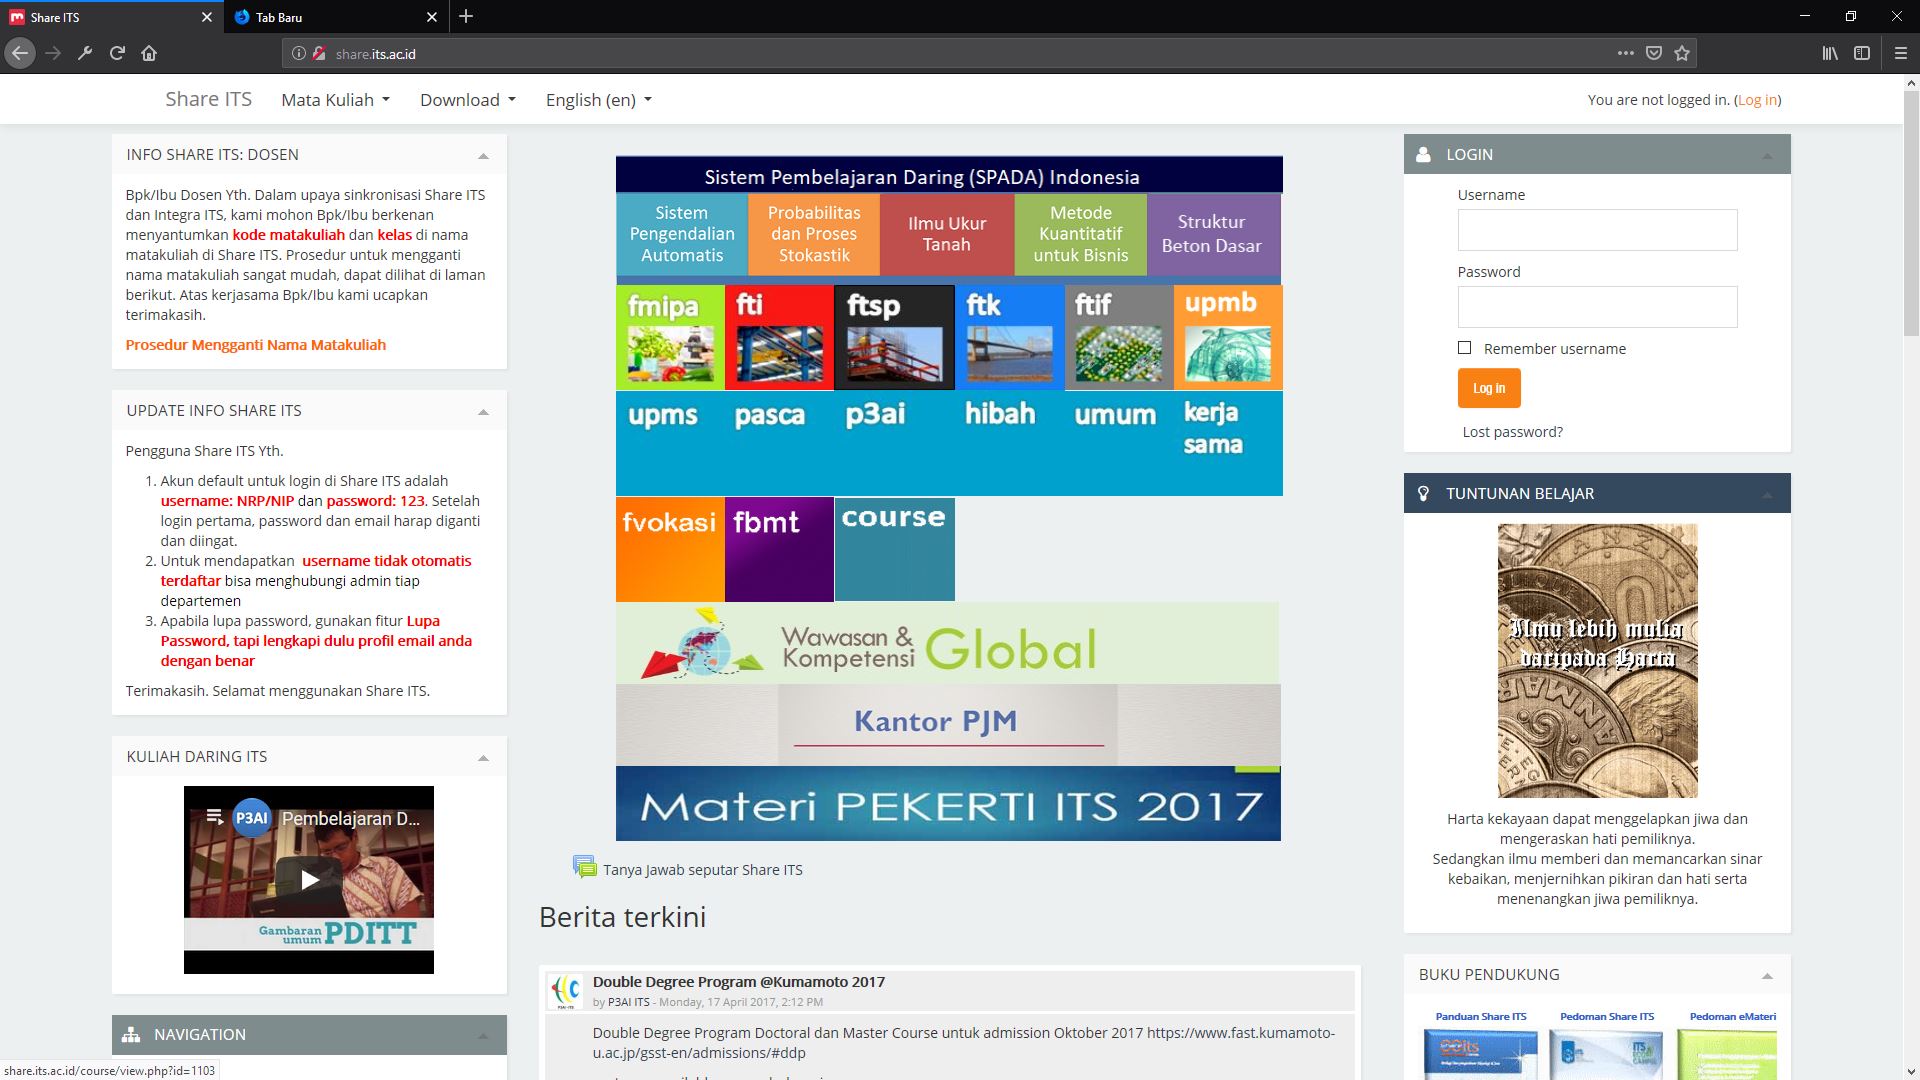 Share ITS
Tab Baru
share.its.ac.id
Share ITS
Mata Kuliah
Download
English (en)
You are not logged in. (Log in)
INFO SHARE ITS: DOSEN
Bpk/Ibu Dosen Yth. Dalam upaya sinkronisasi Share ITS
dan Integra ITS, kami mohon Bpk/Ibu berkenan
menyantumkan kode matakuliah dan kelas di nama
matakuliah di Share ITS. Prosedur untuk mengganti
nama matakuliah sangat mudah, dapat dilihat di laman
berikut. Atas kerjasama Bpk/Ibu kami ucapkan
terimakasih.
Prosedur Mengganti Nama Matakuliah
UPDATE INFO SHARE ITS
Pengguna Share ITS Yth.
1. Akun default untuk login di Share ITS adalah
username: NRP/NIP dan password: 123. Setelah
login pertama, password dan email harap diganti
dan diingat.
2. Untuk mendapatkan username tidak otomatis
terdaftar bisa menghubungi admin tiap
departemen
3. Apabila lupa password, gunakan fitur Lupa
Password, tapi lengkapi dulu profil email anda
dengan benar
Terimakasih. Selamat menggunakan Share ITS.
KULIAH DARING ITS
P3AI
Pembelajaran D...
Gambaran
umum PDITT
NAVIGATION
share.its.ac.id/course/view.php?id=1103
Sistem Pembelajaran Daring (SPADA) Indonesia
Sistem
Pengendalian
Automatis
Probabilitas
dan Proses
Stokastik
Ilmu Ukur
Tanah
Metode
Kuantitatif
untuk Bisnis
Struktur
Beton Dasar
fmipa
fti
ftsp
ftk
ftif
upmb
upms
pasca
p3ai
hibah
umum
kerja
sama
fvokasi
fbmt
course
Wawasan &
Kompetensi
Global
Kantor PJM
Materi PEKERTI ITS 2017
Tanya Jawab seputar Share ITS
Berita terkini
Double Degree Program @Kumamoto 2017
by P3AI ITS - Monday, 17 April 2017, 2:12 PM
Double Degree Program Doctoral dan Master Course untuk admission Oktober 2017 https://www.fast.kumamoto-
u.ac.jp/gsst-en/admissions/#ddp
LOGIN
Username
Password
Remember username
Log in
Lost password?
TUNTUNAN BELAJAR
Ilmu lebih mulia
daripada Harta
Harta kekayaan dapat menggelapkan jiwa dan
mengeraskan hati pemiliknya.
Sedangkan ilmu memberi dan memancarkan sinar
kebaikan, menjernihkan pikiran dan hati serta
menenangkan jiwa pemiliknya.
BUKU PENDUKUNG
Panduan Share ITS
Pedoman Share ITS
Pedoman eMateri